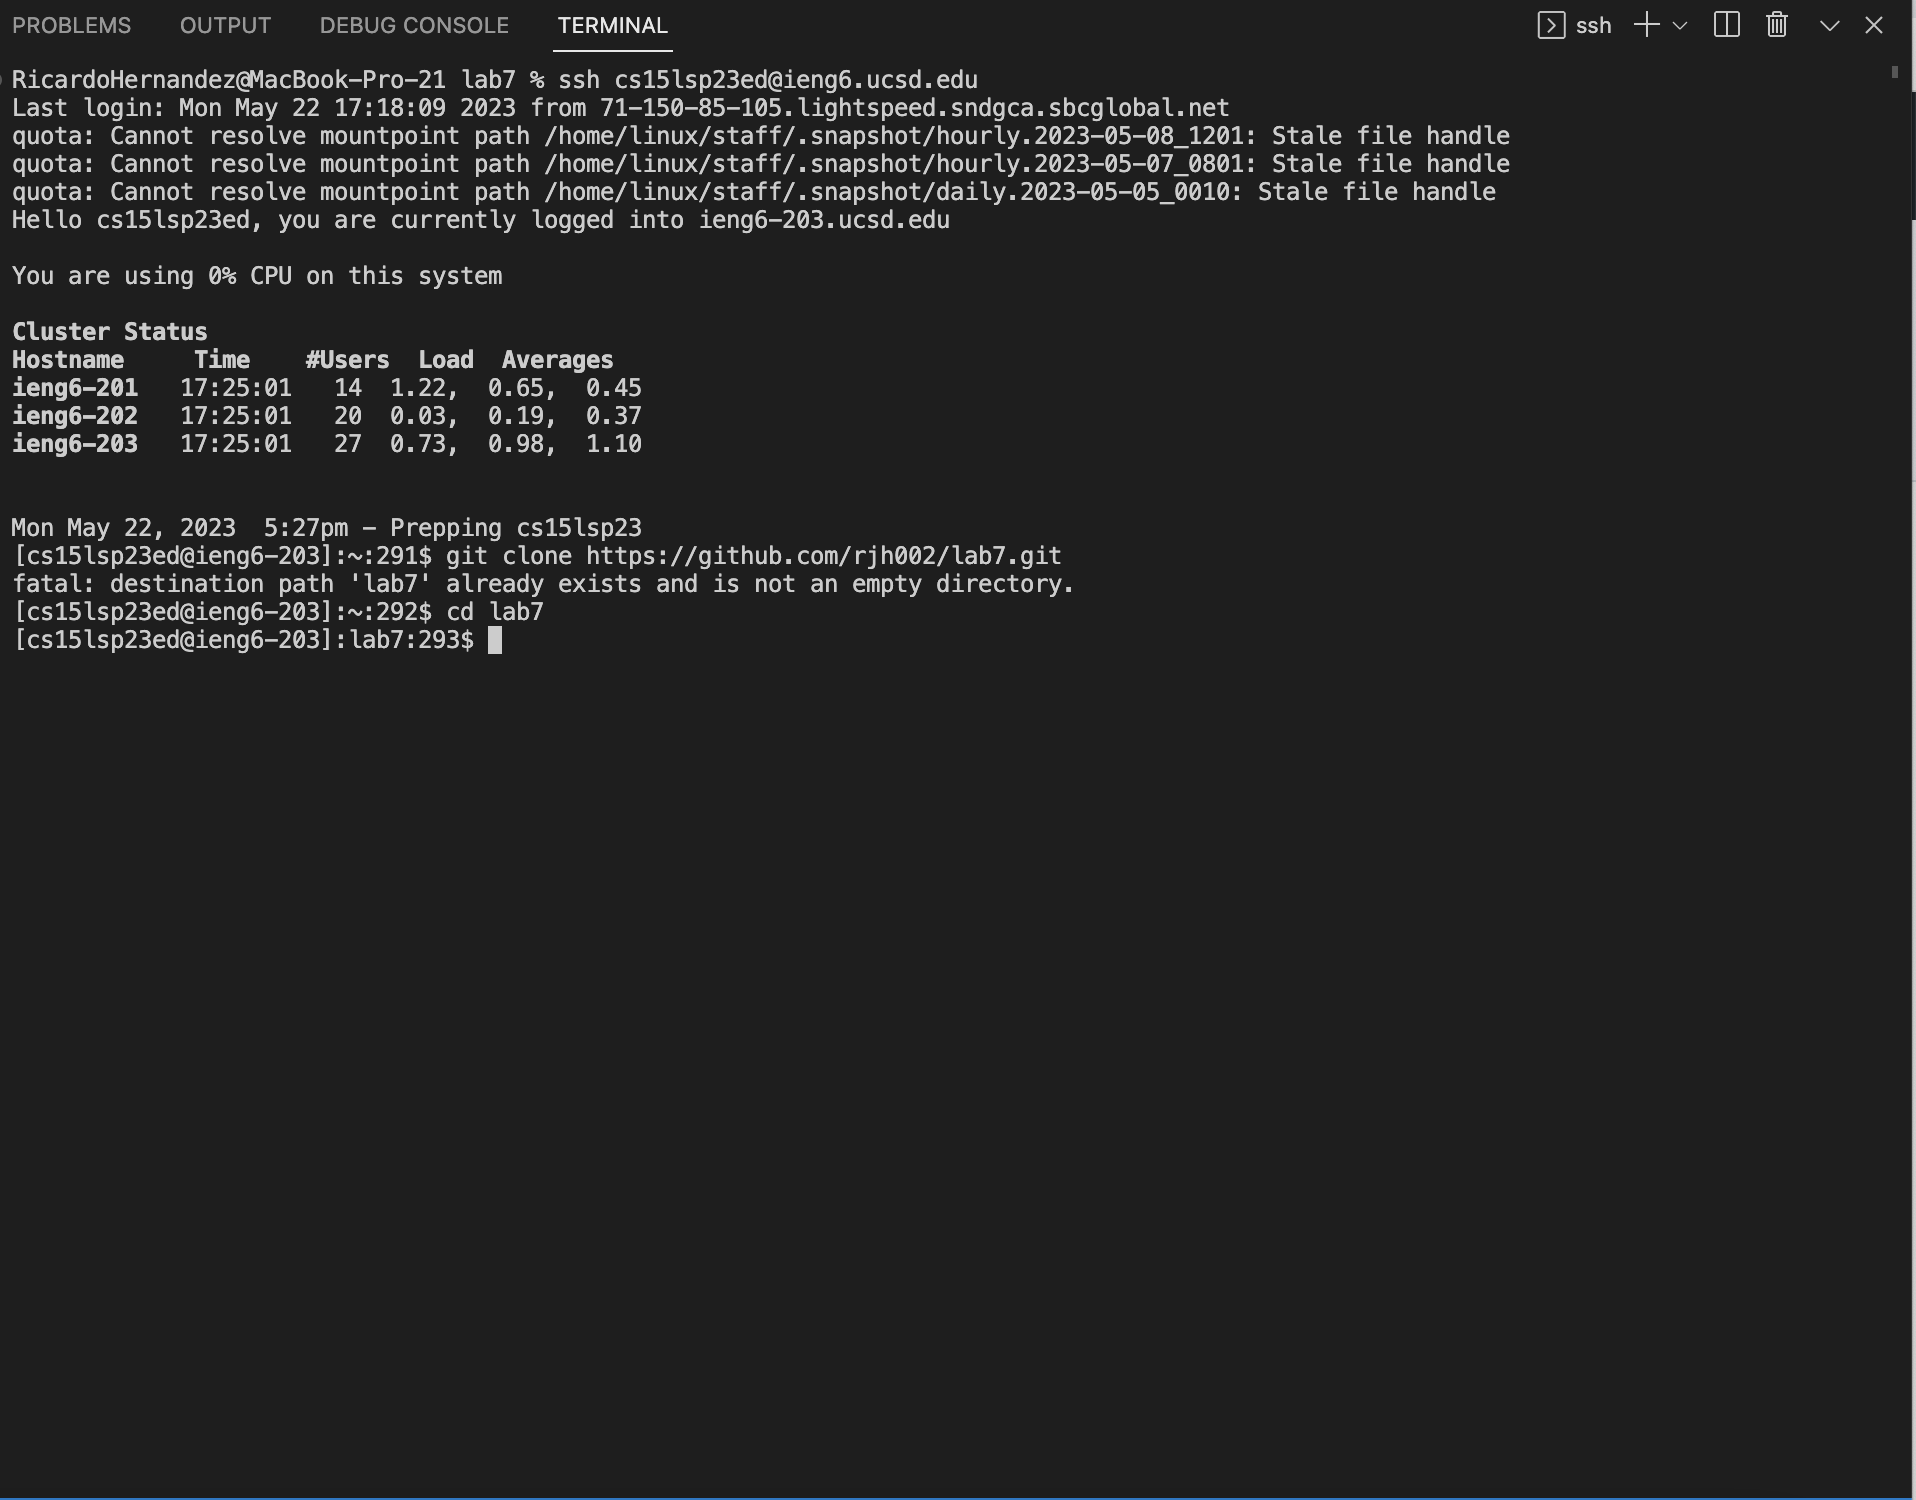 PROBLEMS OUTPUT DEBUG CONSOLE TERMINAL ssh
RicardoHernandez@MacBook-Pro-21 lab7 % ssh cs15lsp23ed@ieng6.ucsd.edu
Last login: Mon May 22 17:18:09 2023 from 71-150-85-105.lightspeed.sndgca.sbcglobal.net
quota: Cannot resolve mountpoint path /home/linux/staff/.snapshot/hourly.2023-05-08_1201: Stale file handle
quota: Cannot resolve mountpoint path /home/linux/staff/.snapshot/hourly.2023-05-07_0801: Stale file handle
quota: Cannot resolve mountpoint path /home/linux/staff/.snapshot/daily.2023-05-05_0010: Stale file handle
Hello cs15lsp23ed, you are currently logged into ieng6-203.ucsd.edu
You are using 0% CPU on this system
Cluster Status
Hostname     Time    #Users  Load  Averages
ieng6-201   17:25:01   14  1.22,  0.65,  0.45
ieng6-202   17:25:01   20  0.03,  0.19,  0.37
ieng6-203   17:25:01   27  0.73,  0.98,  1.10
Mon May 22, 2023  5:27pm - Prepping cs15lsp23
[cs15lsp23ed@ieng6-203]:~:291$ git clone https://github.com/rjh002/lab7.git
fatal: destination path 'lab7' already exists and is not an empty directory.
[cs15lsp23ed@ieng6-203]:~:292$ cd lab7
[cs15lsp23ed@ieng6-203]:lab7:293$